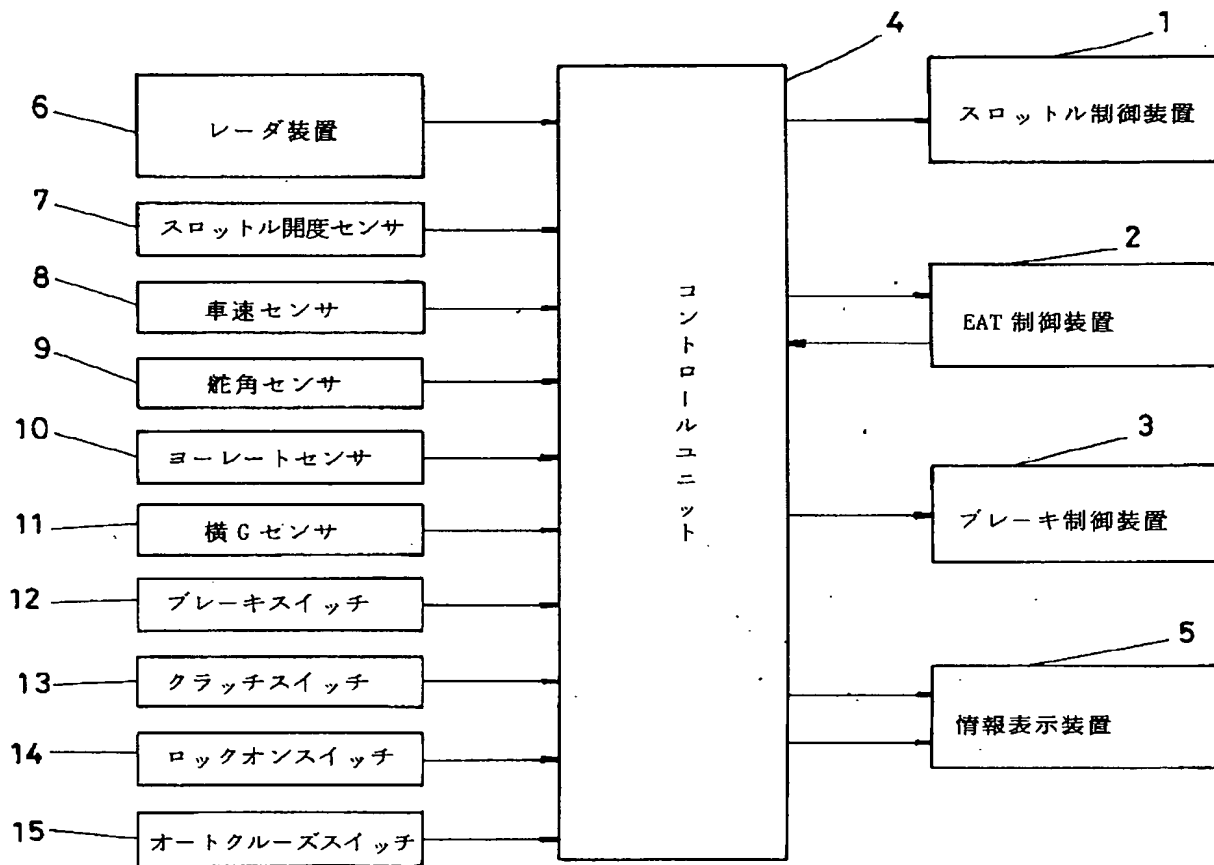 4
1
6
レーダ装置
スロットル制御装置
7
スロットル開度センサ
8
車速センサ
2
EAT 制御装置
9
舵角センサ
コントロールユニット
10
ヨーレートセンサ
3
ブレーキ制御装置
11
横Gセンサ
12
ブレーキスイッチ
13
クラッチスイッチ
5
情報表示装置
14
ロックオンスイッチ
15
オートクルーズスイッチ